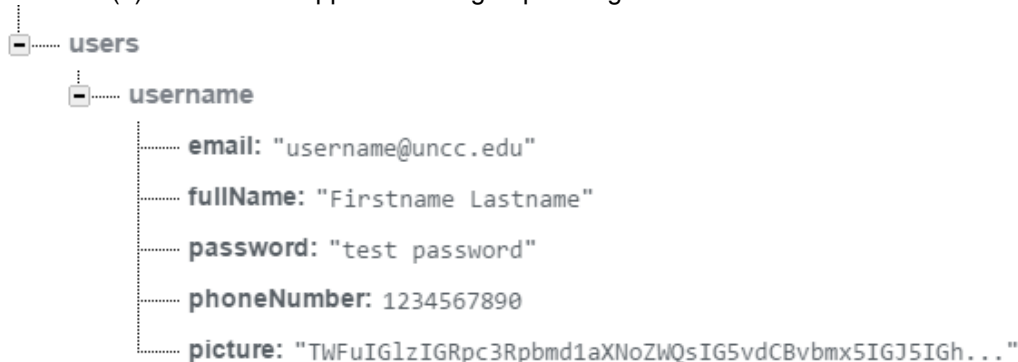 users
username
email: "username@uncc.edu"
fullName: "Firstname Lastname"
password: "test password"
phoneNumber: 1234567890
picture: "TWFuIGlzIGRpc3Rpbmd1aXNoZWQsIG5vdCBvbmx5IGJ5IGh..."